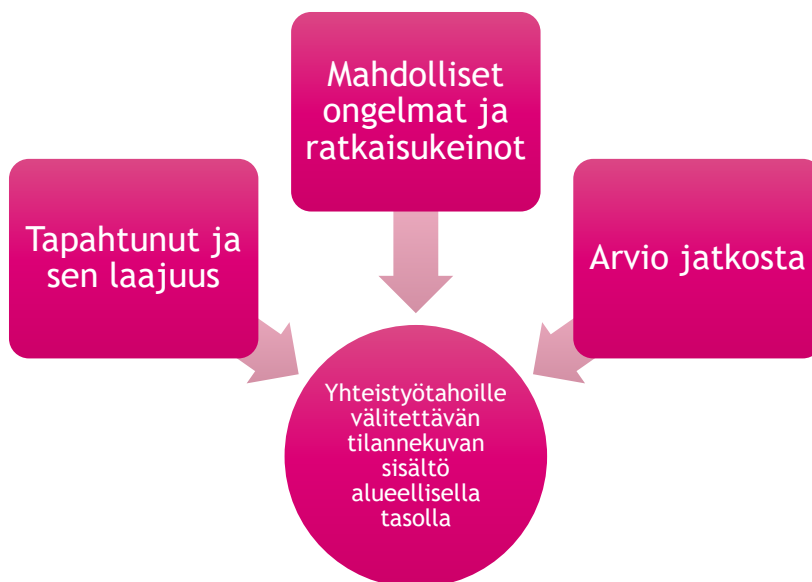 Mahdolliset
ongelmat ja
ratkaisukeinot
Tapahtunut ja
sen laajuus
Arvio jatkosta
Yhteistyötahoille
välitettävän
tilannekuvan
sisältö
alueellisella
tasolla